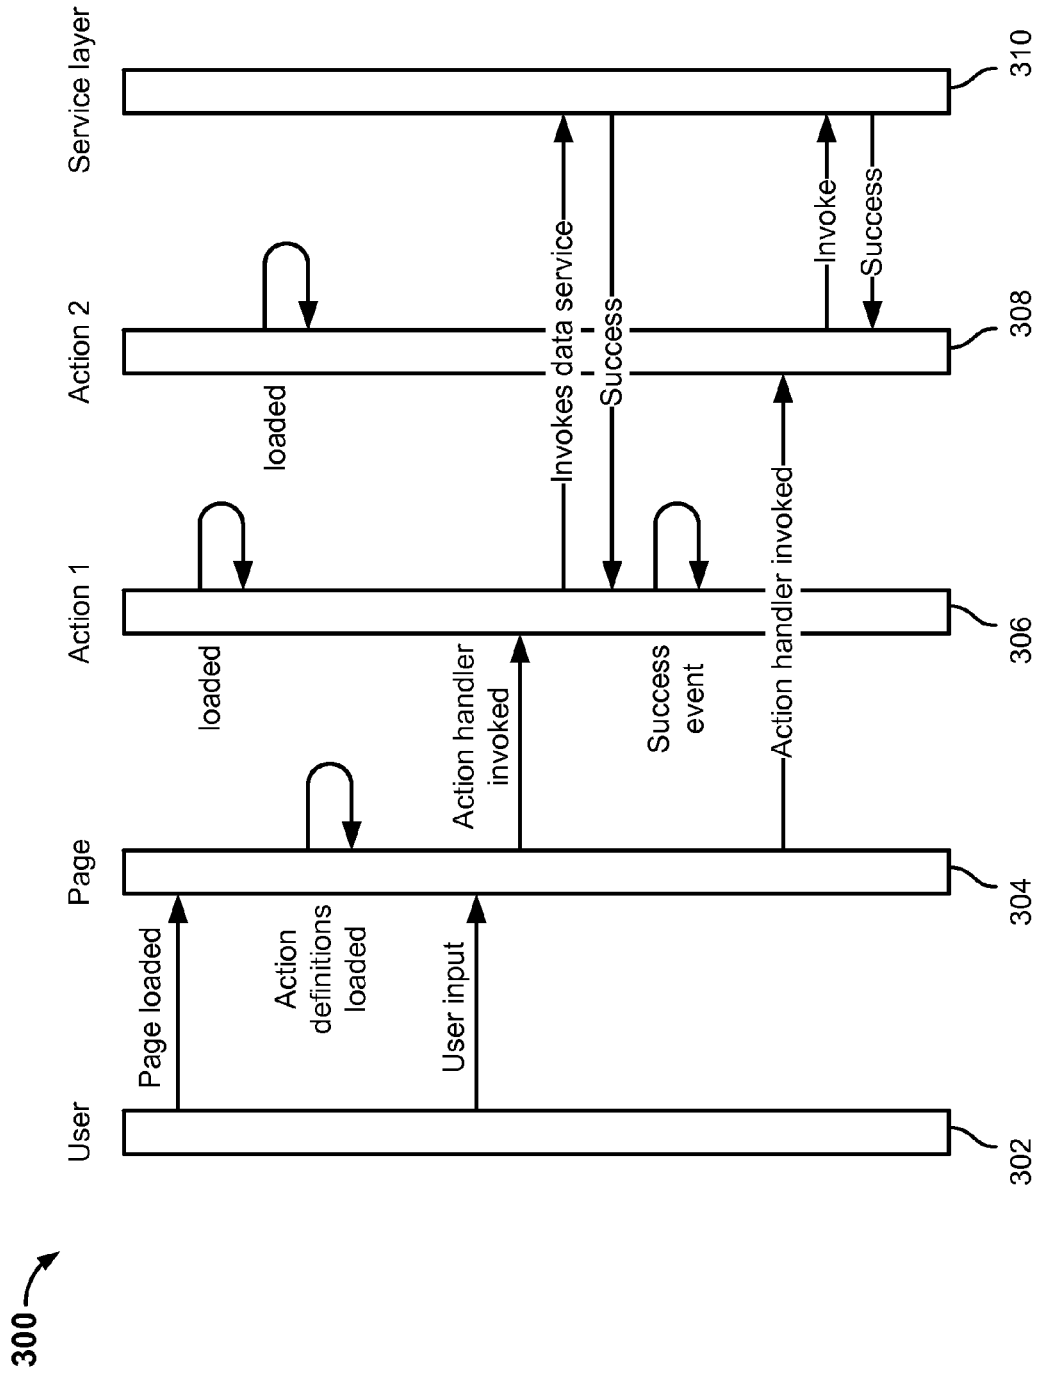 300
User
Page
Action 1
Action 2
Service layer
Page loaded
loaded
loaded
Action
definitions
loaded
User input
Action handler
invoked
Invokes data service
Success
Success
event
Action handler invoked
Invoke
Success
302
304
306
308
310